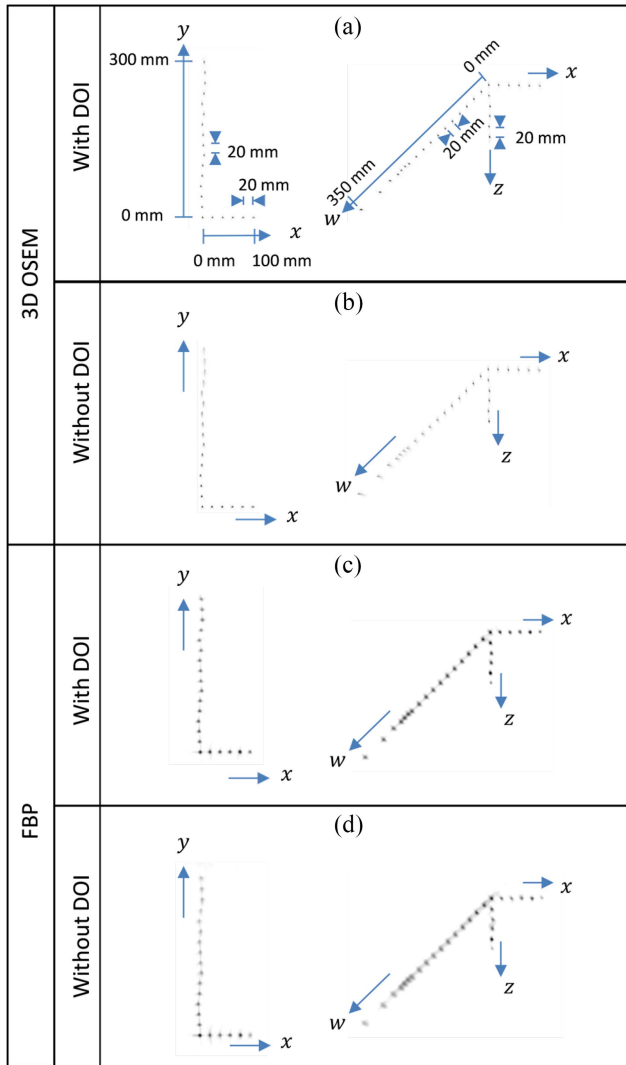 3D OSEM
With DOI
(a)
y
300 mm
20 mm
20 mm
0 mm
x
0 mm
100 mm
0 mm
x
20 mm
20 mm
350 mm
w
z
Without DOI
(b)
y
x
x
w
z
FBP
With DOI
(c)
y
x
x
w
z
Without DOI
(d)
y
x
x
w
z